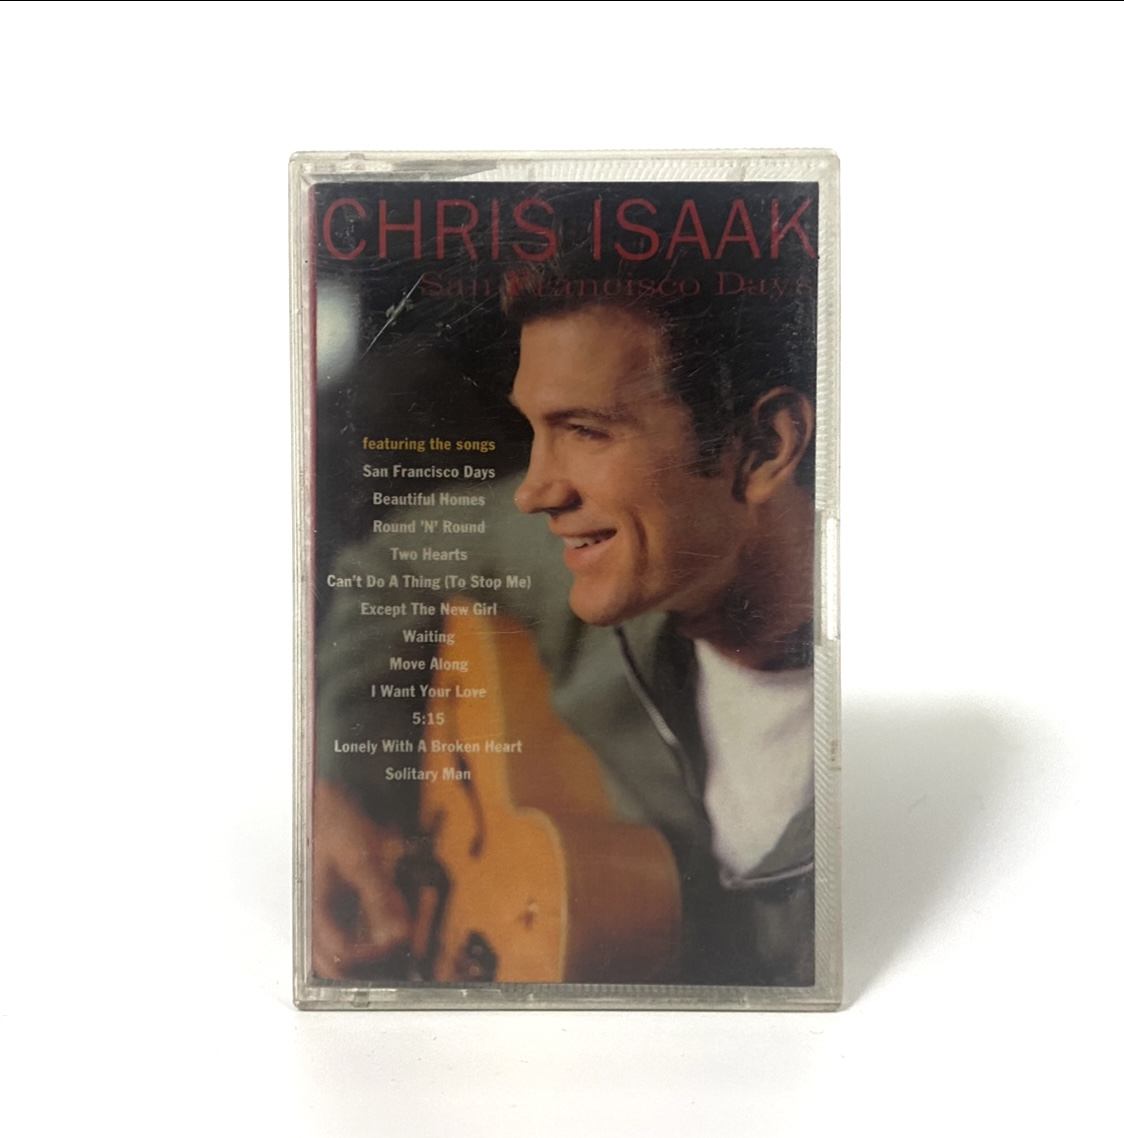 CHRIS ISAAK
San Francisco Days
featuring the songs
San Francisco Days
Beautiful Homes
Round 'N' Round
Two Hearts
Can't Do A Thing (To Stop Me)
Except The New Girl
Waiting
Move Along
I Want Your Love
5:15
Lonely With A Broken Heart
Solitary Man